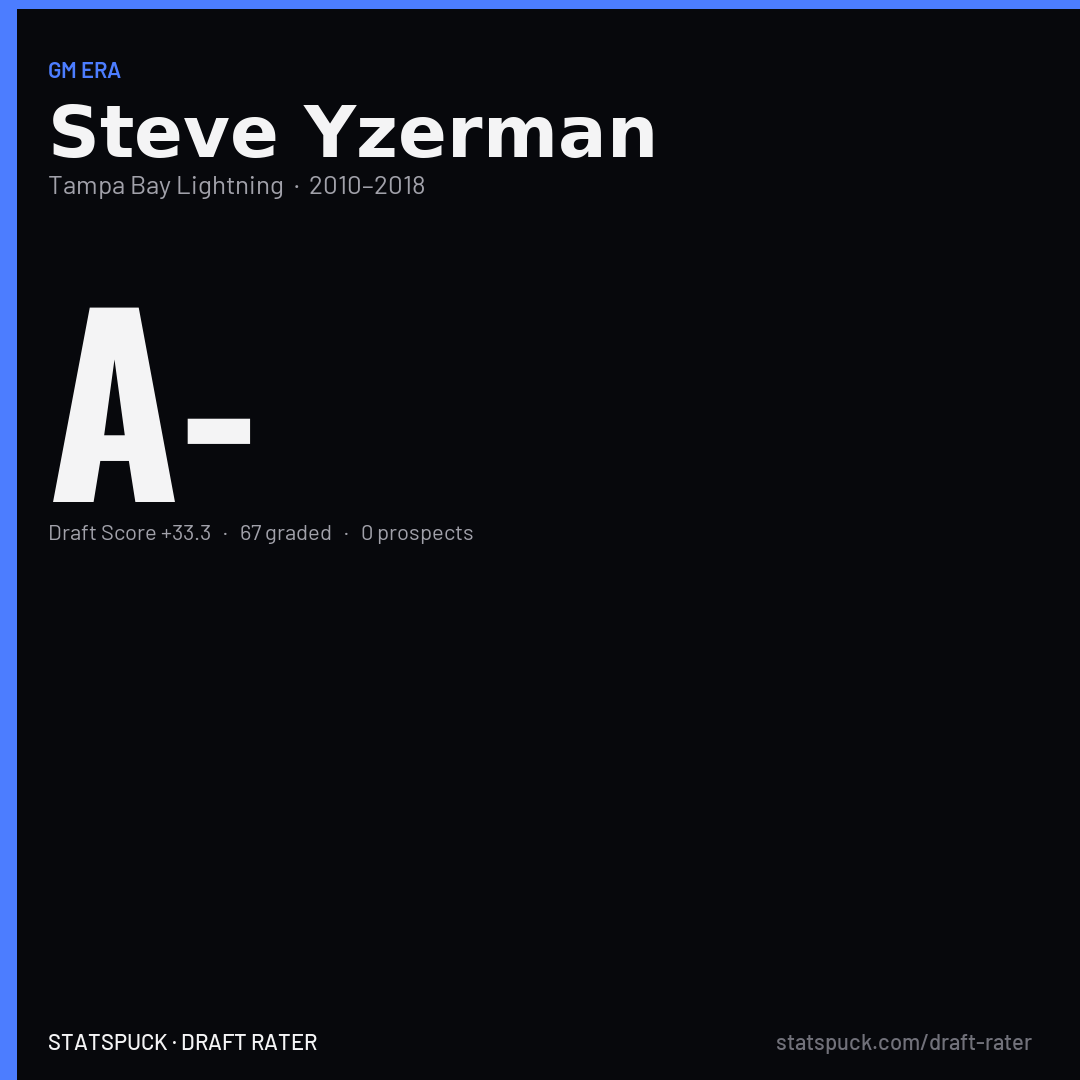 GM ERA
Steve Yzerman
Tampa Bay Lightning · 2010–2018
A-
Draft Score +33.3 · 67 graded · 0 prospects
STATSPUCK · DRAFT RATER
statspuck.com/draft-rater